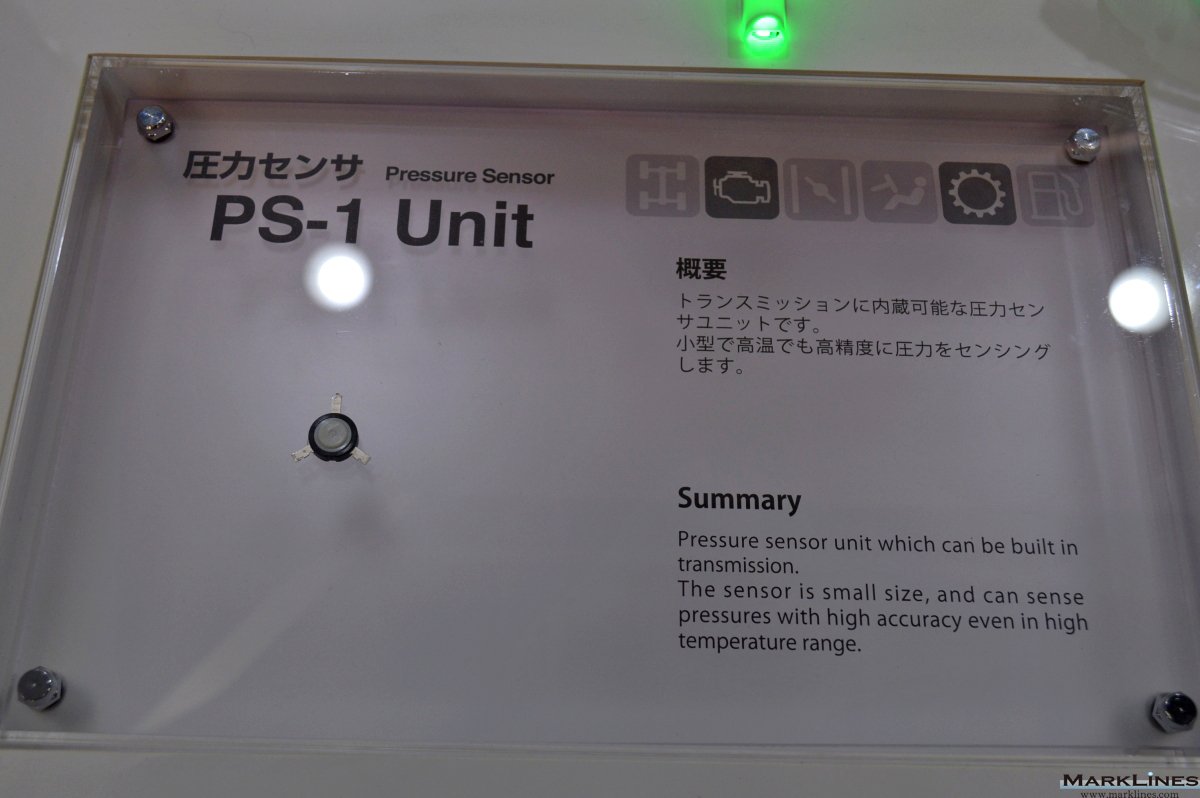 圧力センサ Pressure Sensor
PS-1 Unit
概要
トランスミッションに内蔵可能な圧力セン
サユニットです。
小型で高温でも高精度に圧力をセンシング
します。
Summary
Pressure sensor unit which can be built in
transmission.
The sensor is small size, and can sense
pressures with high accuracy even in high
temperature range.
MARKLINES
www.marklines.com